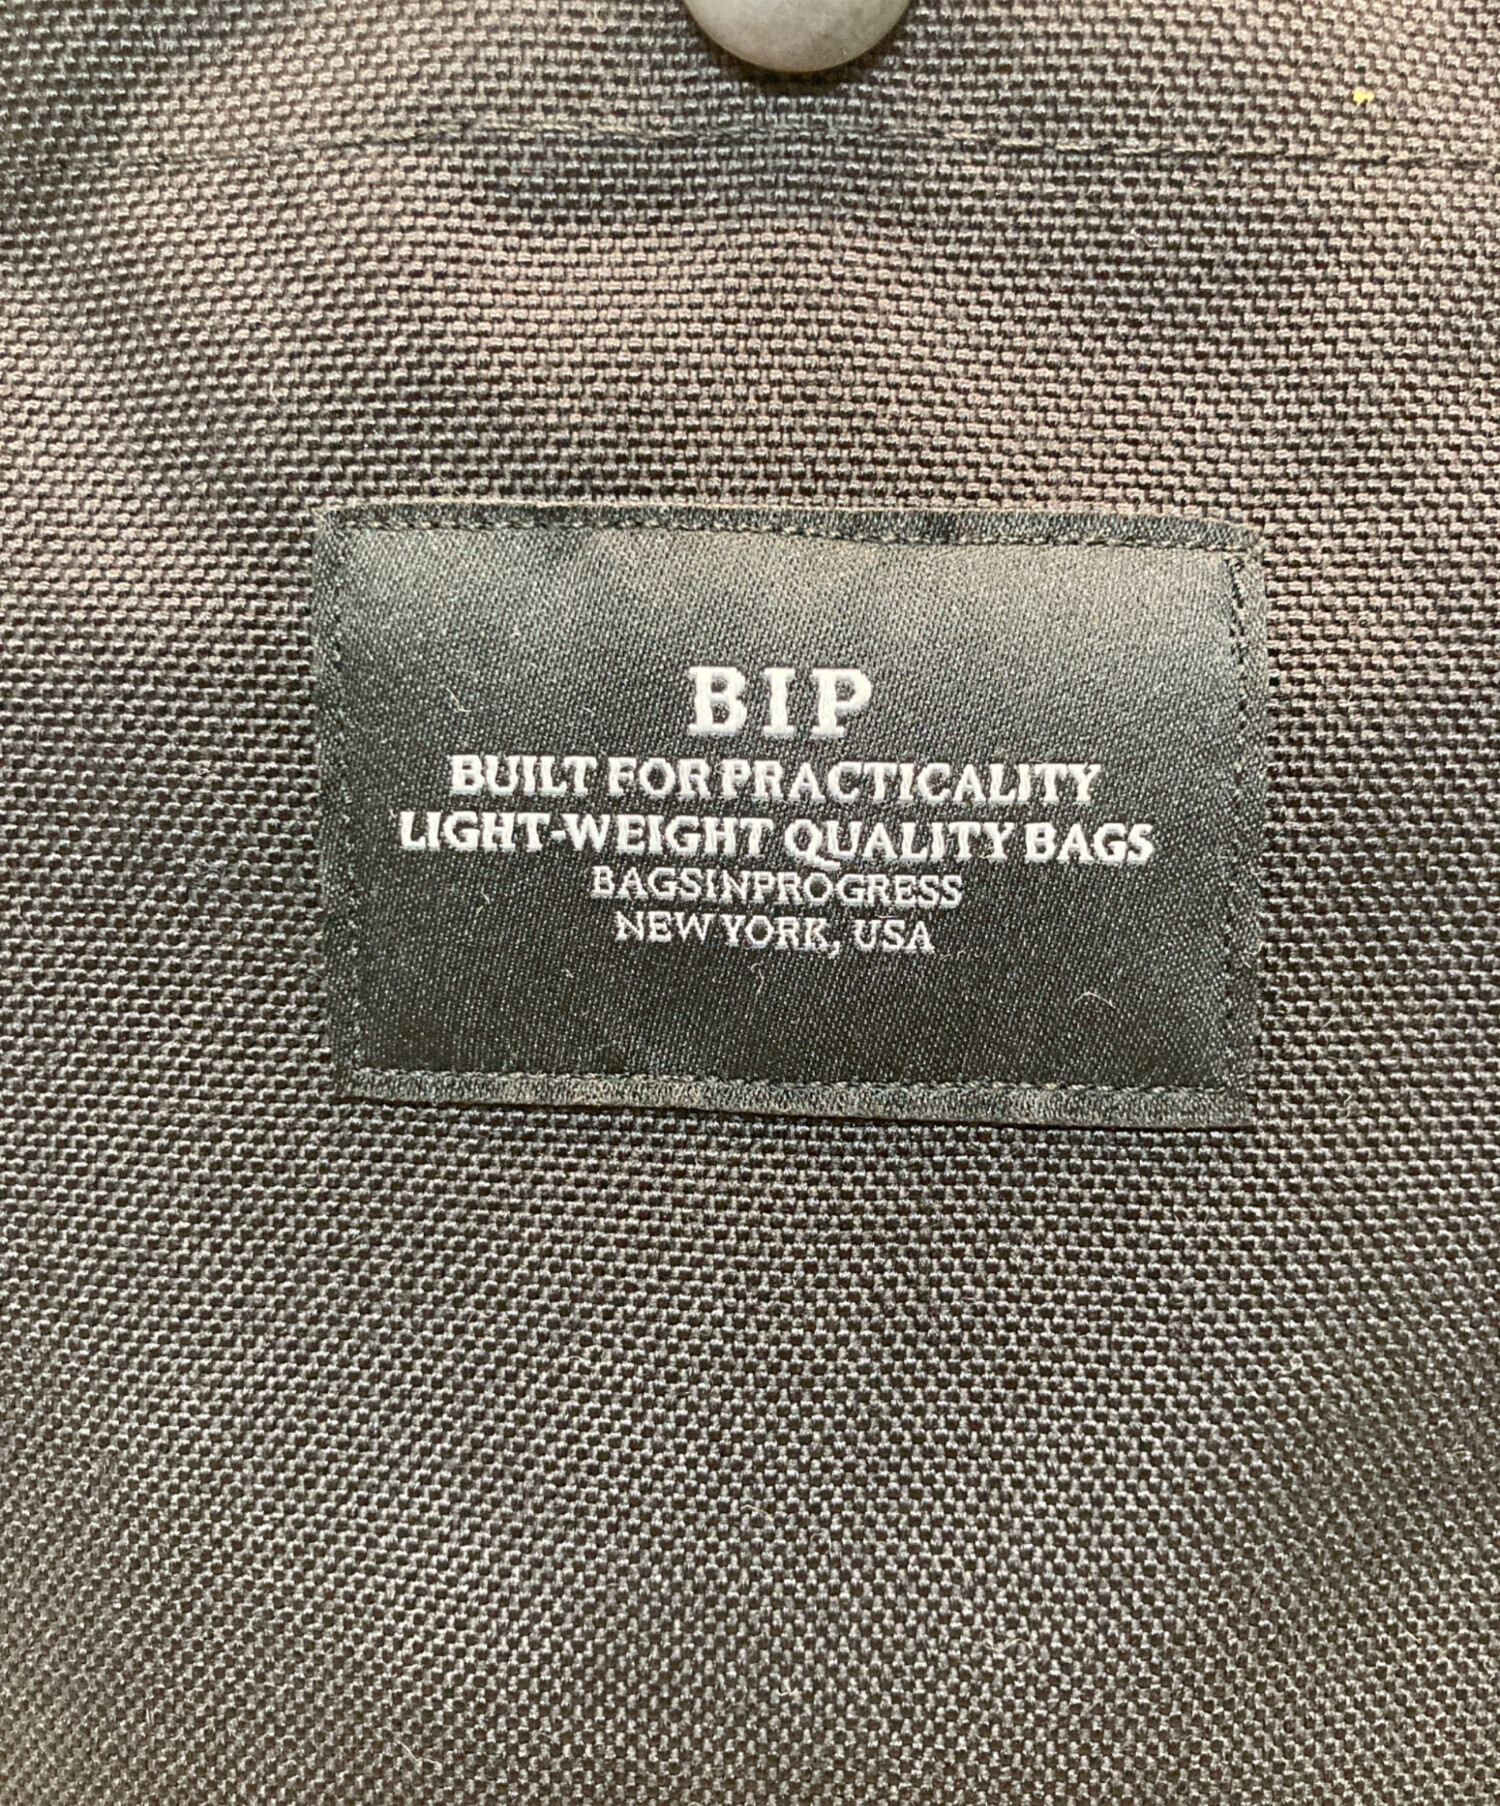 BIP
BUILT FOR PRACTICALITY
LIGHT-WEIGHT QUALITY BAGS
BAGSINPROGRESS
NEW YORK, USA